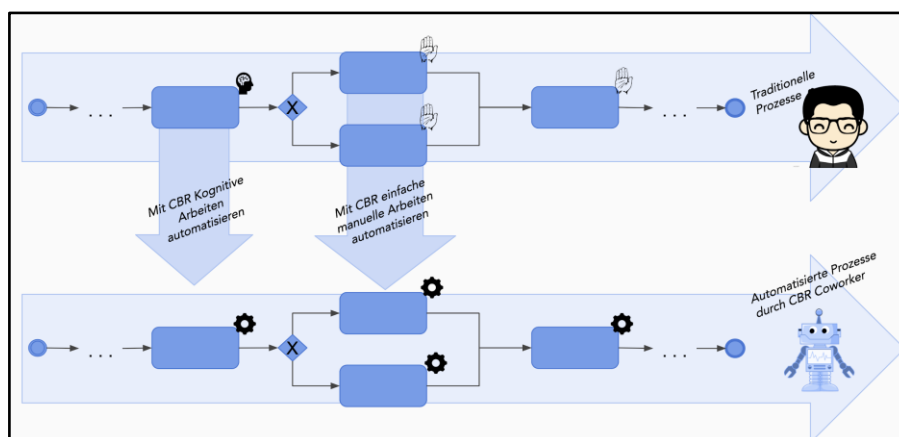 Traditionelle
Prozesse
X
. . .
. . .
Mit CBR Kognitive
Arbeiten
automatisieren
Mit CBR einfache
manuelle Arbeiten
automatisieren
Automatisierte Prozesse
durch CBR Coworker
. . .
X
. . .